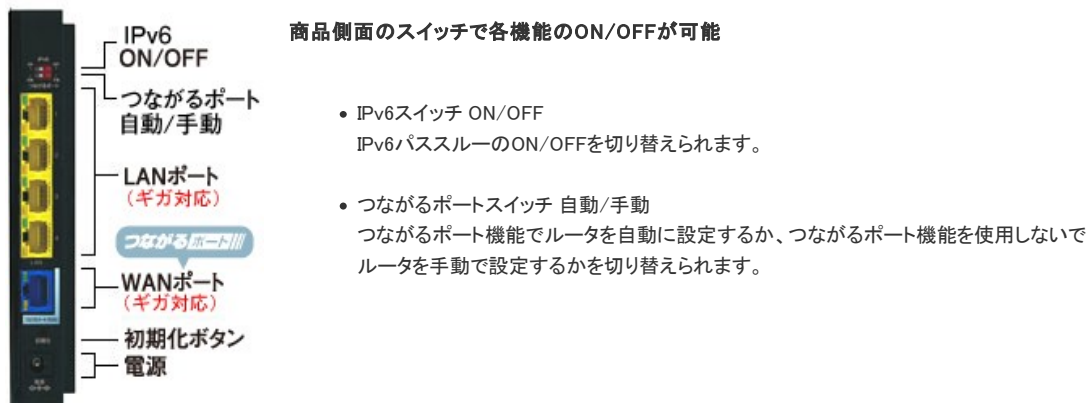 商品側面のスイッチで各機能のON/OFFが可能
IPv6
ON/OFF
つながるポート
自動/手動
LANポート
(ギガ対応)
つながるポート
WANポート
(ギガ対応)
初期化ボタン
電源
• IPv6スイッチ ON/OFF
IPv6パススルーのON/OFFを切り替えられます。
• つながるポートスイッチ 自動/手動
つながるポート機能でルータを自動に設定するか、つながるポート機能を使用しないで
ルータを手動で設定するかを切り替えられます。